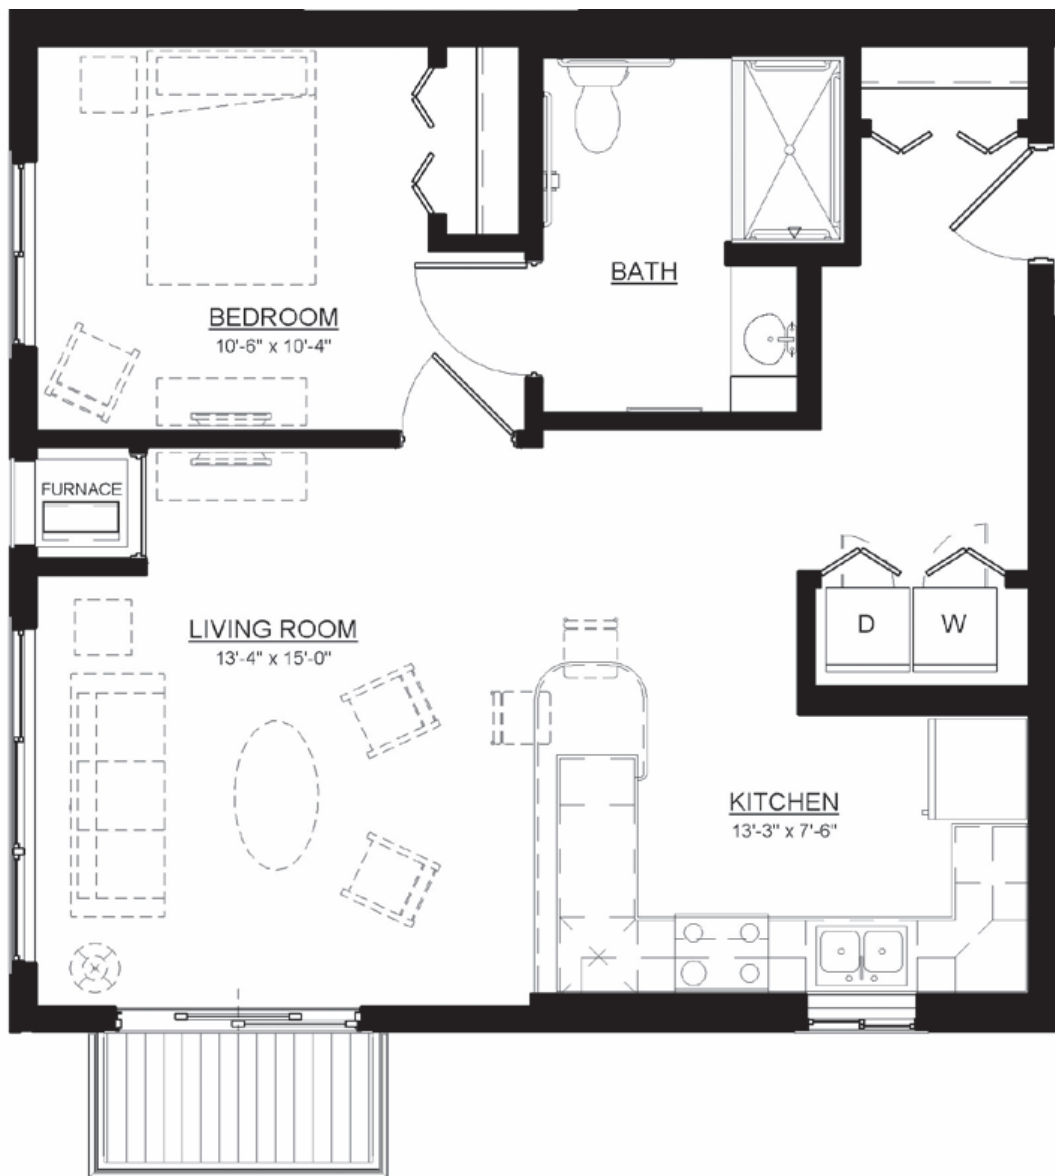 BATH
BEDROOM
10'-6" x 10'-4"
FURNACE
LIVING ROOM
13'-4" x 15'-0"
D
W
KITCHEN
13'-3" x 7'-6"